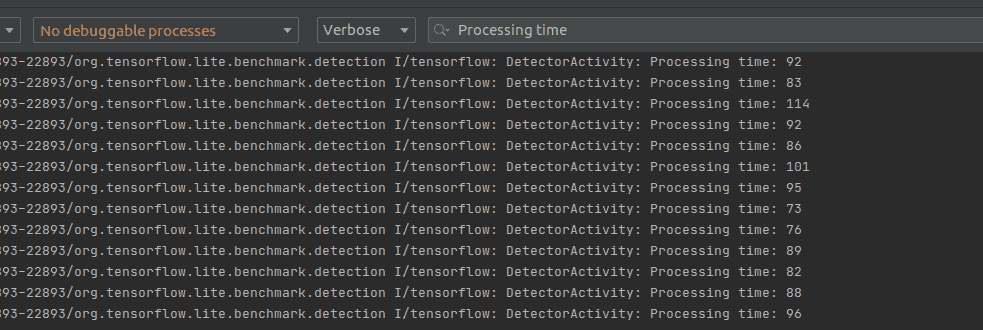 No debuggable processes Verbose Processing time
893-22893/org.tensorflow.lite.benchmark.detection I/tensorflow: DetectorActivity: Processing time: 92
893-22893/org.tensorflow.lite.benchmark.detection I/tensorflow: DetectorActivity: Processing time: 83
893-22893/org.tensorflow.lite.benchmark.detection I/tensorflow: DetectorActivity: Processing time: 114
893-22893/org.tensorflow.lite.benchmark.detection I/tensorflow: DetectorActivity: Processing time: 92
893-22893/org.tensorflow.lite.benchmark.detection I/tensorflow: DetectorActivity: Processing time: 86
893-22893/org.tensorflow.lite.benchmark.detection I/tensorflow: DetectorActivity: Processing time: 101
893-22893/org.tensorflow.lite.benchmark.detection I/tensorflow: DetectorActivity: Processing time: 95
893-22893/org.tensorflow.lite.benchmark.detection I/tensorflow: DetectorActivity: Processing time: 73
893-22893/org.tensorflow.lite.benchmark.detection I/tensorflow: DetectorActivity: Processing time: 76
893-22893/org.tensorflow.lite.benchmark.detection I/tensorflow: DetectorActivity: Processing time: 89
893-22893/org.tensorflow.lite.benchmark.detection I/tensorflow: DetectorActivity: Processing time: 82
893-22893/org.tensorflow.lite.benchmark.detection I/tensorflow: DetectorActivity: Processing time: 88
893-22893/org.tensorflow.lite.benchmark.detection I/tensorflow: DetectorActivity: Processing time: 96